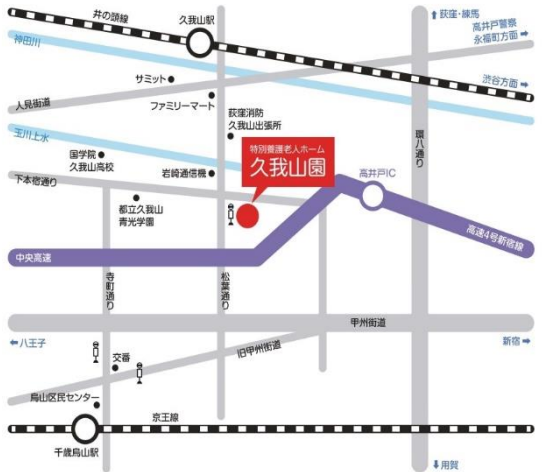 井の頭線
久我山駅
↑荻窪・練馬
高井戸警察
永福町方面→
神田川
サミット
渋谷方面→
人見街道
ファミリーマート
荻窪消防
久我山出張所
玉川上水
環八通り
国学院
久我山高校
岩崎通信機
特別養護老人ホーム
久我山園
高井戸IC
下本宿通り
都立久我山
青光学園
高速4号新宿線
中央高速
寺町通り
松葉通り
甲州街道
←八王子
新宿→
旧甲州街道
交番
烏山区民センター
京王線
千歳烏山駅
↓用賀